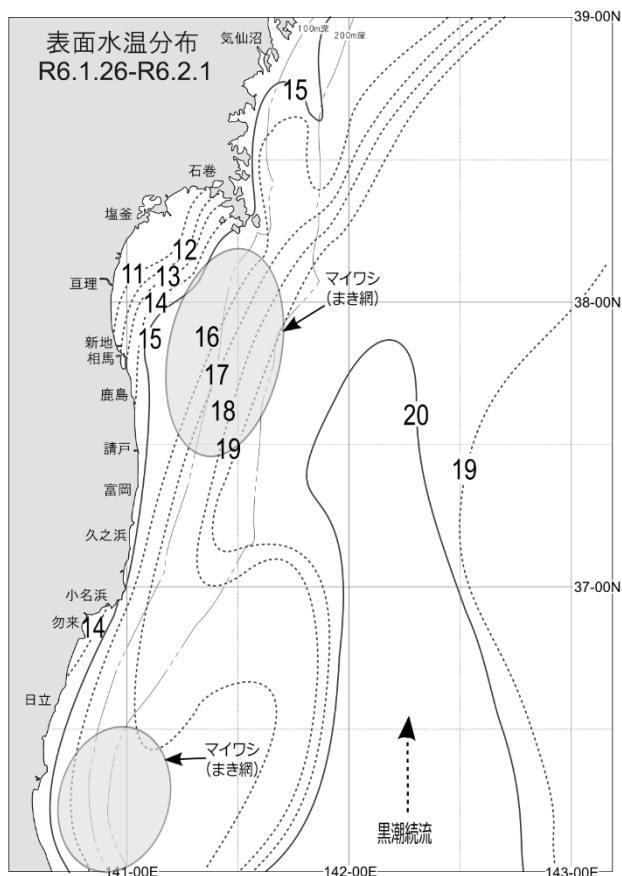 表面水温分布
R6.1.26-R6.2.1
気仙沼
100m深
200m深
39-00N
15
石巻
塩釜
12
11
13
亘理
14
38-00N
マイワシ
(まき網)
新地
15
16
相馬
17
鹿島
18
20
請戸
19
19
富岡
久之浜
37-00N
小名浜
勿来
14
日立
マイワシ
(まき網)
黒潮続流
141-00E
142-00E
143-00E